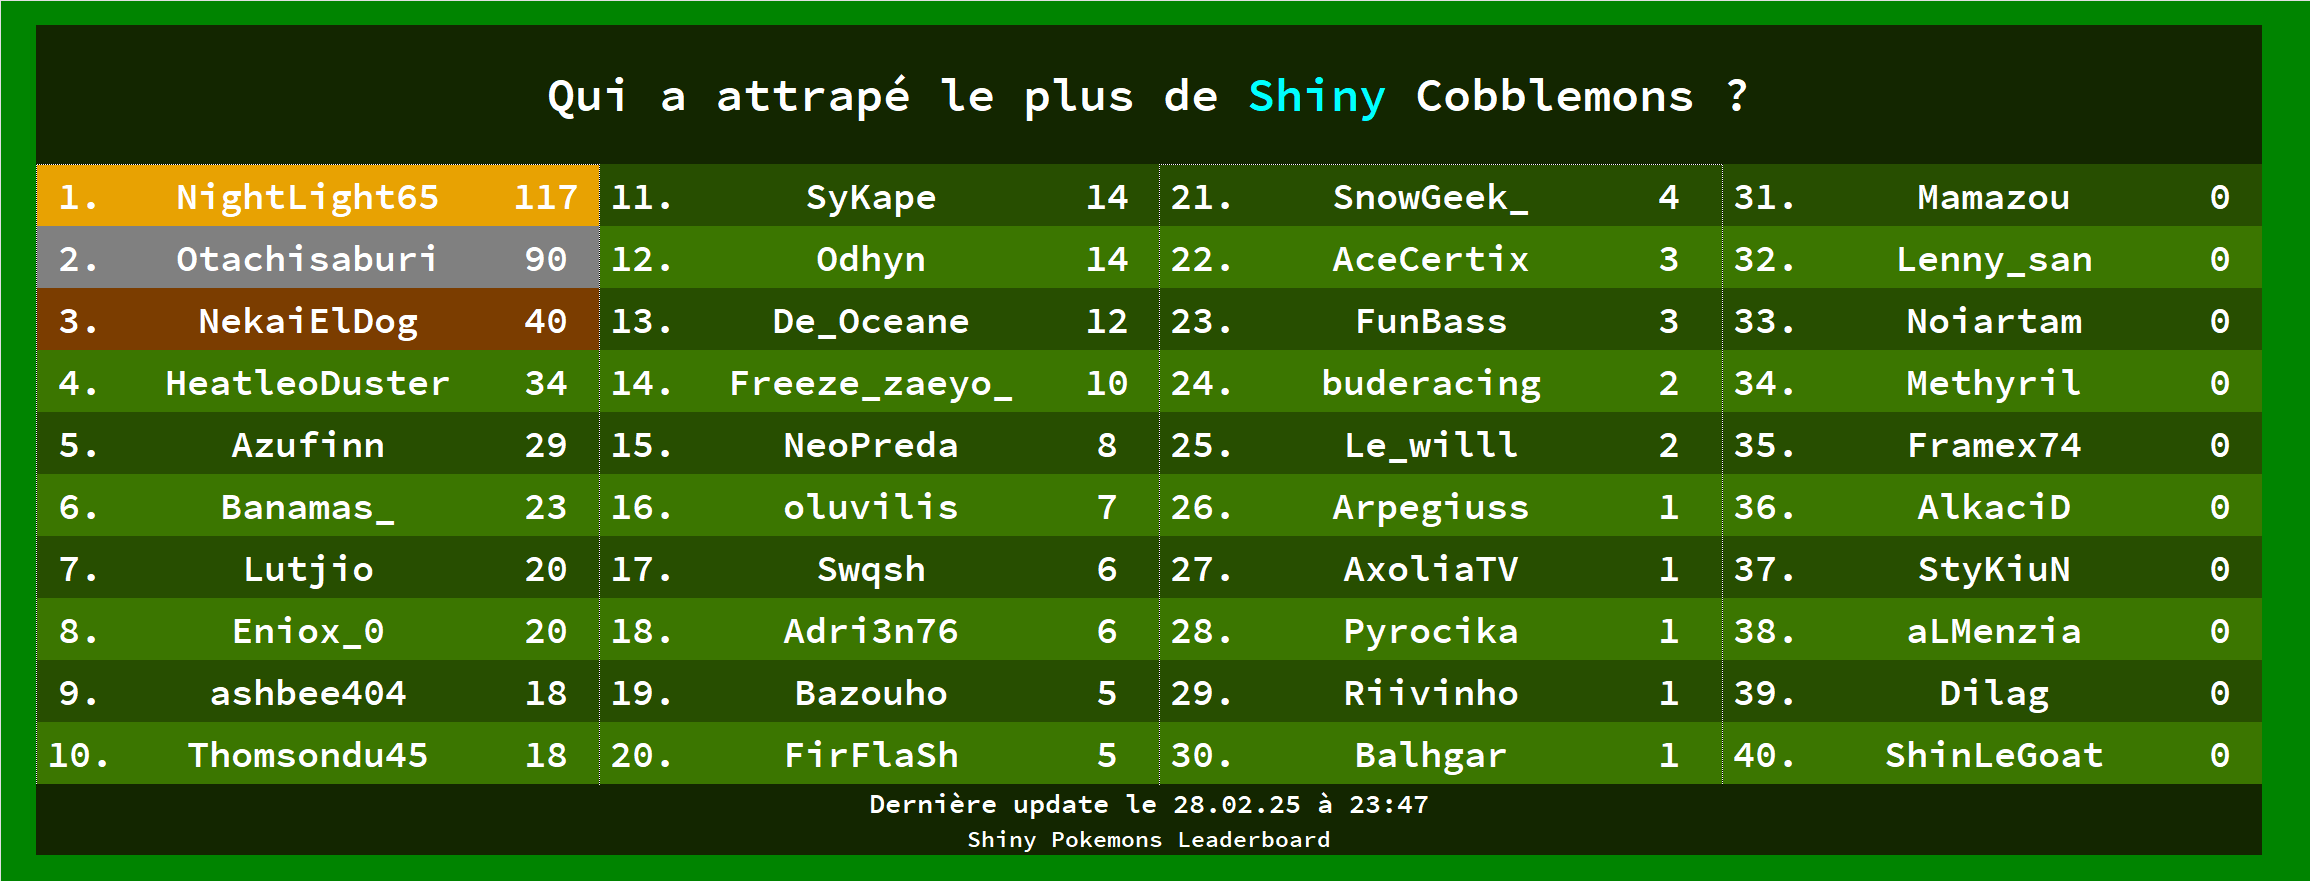 Qui a attrapé le plus de Shiny Cobblemons ?
1. NightLight65 117
2. Otachisaburi 90
3. NekaiElDog 40
4. HeatleoDuster 34
5. Azufinn 29
6. Banamas_ 23
7. Lutjio 20
8. Eniox_0 20
9. ashbee404 18
10. Thomsondu45 18
11. SyKape 14
12. Odhyn 14
13. De_Oceane 12
14. Freeze_zaeyo_ 10
15. NeoPreda 8
16. oluvilis 7
17. Swqsh 6
18. Adri3n76 6
19. Bazouho 5
20. FirFlaSh 5
21. SnowGeek_ 4
22. AceCertix 3
23. FunBass 3
24. buderacing 2
25. Le_willl 2
26. Arpegiuss 1
27. AxoliaTV 1
28. Pyrocika 1
29. Riivinho 1
30. Balhgar 1
31. Mamazou 0
32. Lenny_san 0
33. Noiartam 0
34. Methyril 0
35. Framex74 0
36. AlkaciD 0
37. StyKiuN 0
38. aLMenzia 0
39. Dilag 0
40. ShinLeGoat 0
Dernière update le 28.02.25 à 23:47
Shiny Pokemons Leaderboard